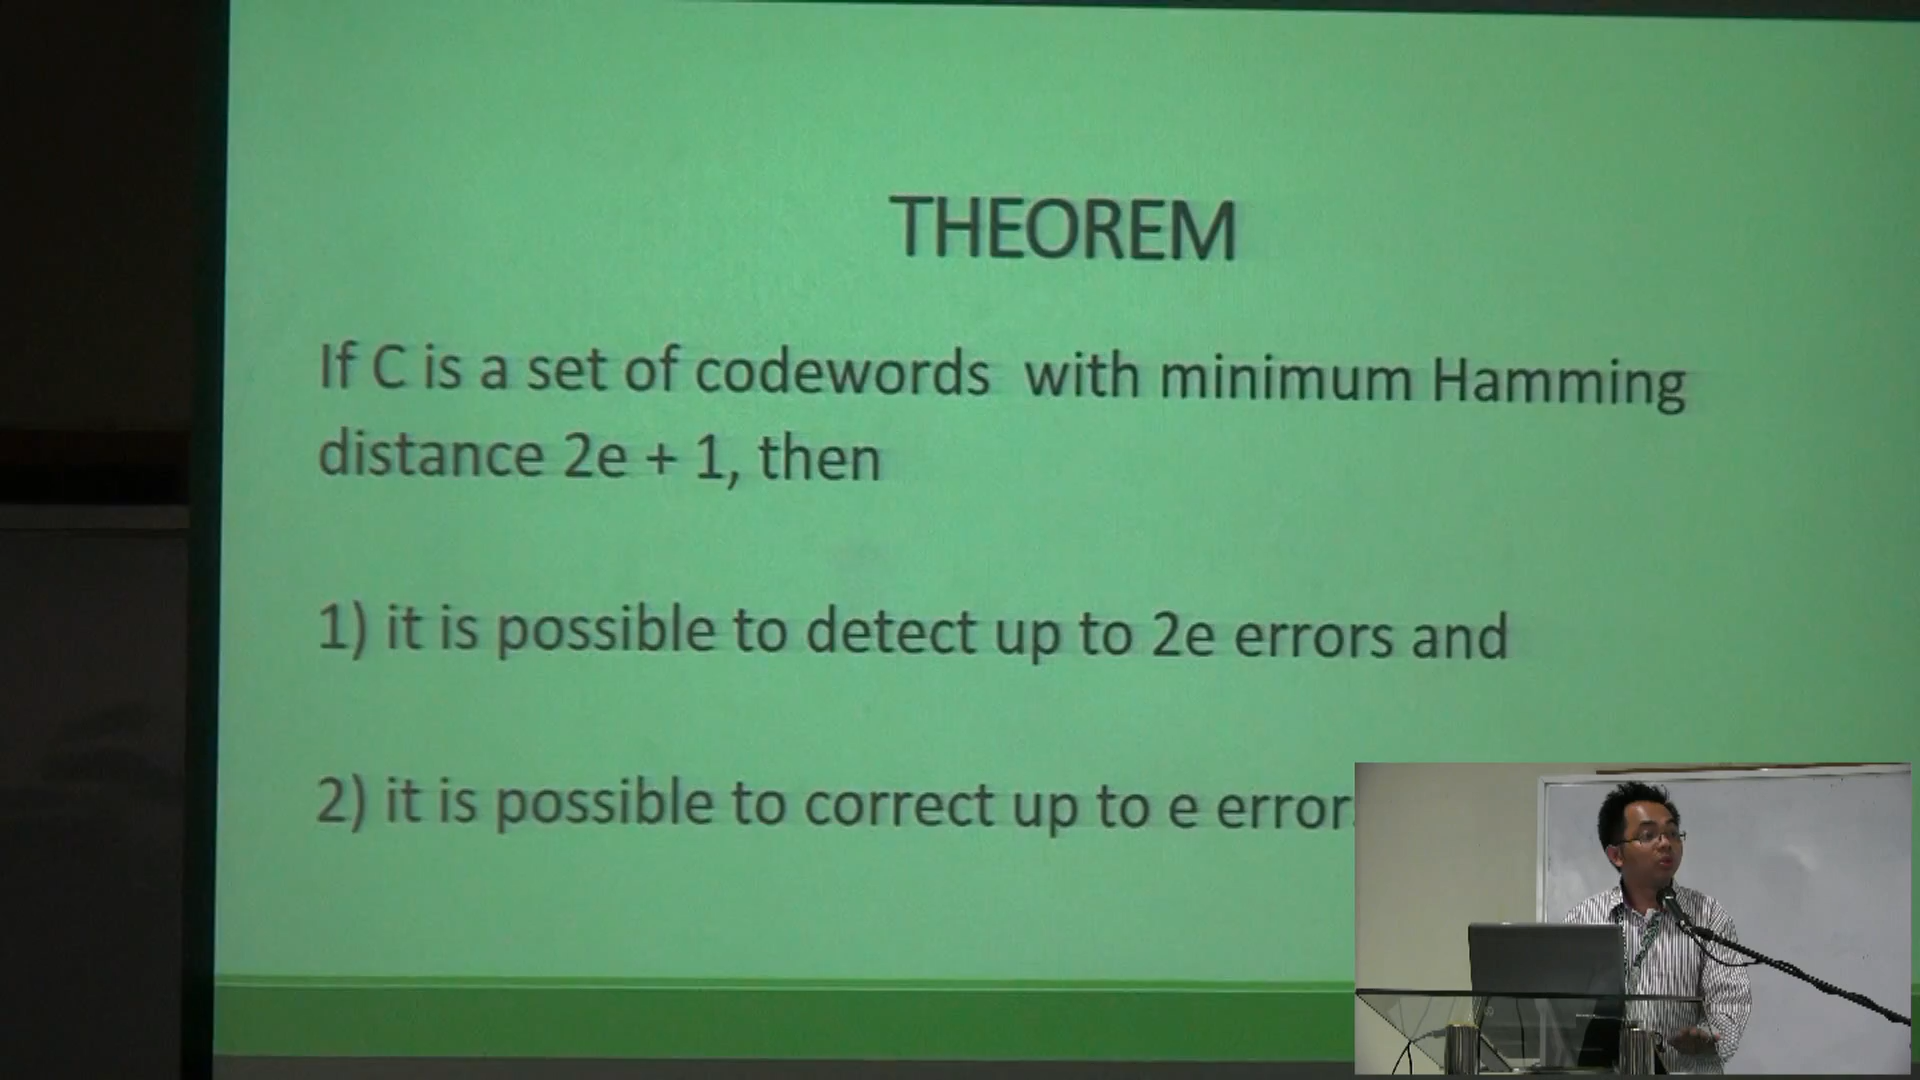 THEOREM
If C is a set of codewords with minimum Hamming
distance 2e + 1, then
1) it is possible to detect up to 2e errors and
2) it is possible to correct up to e error